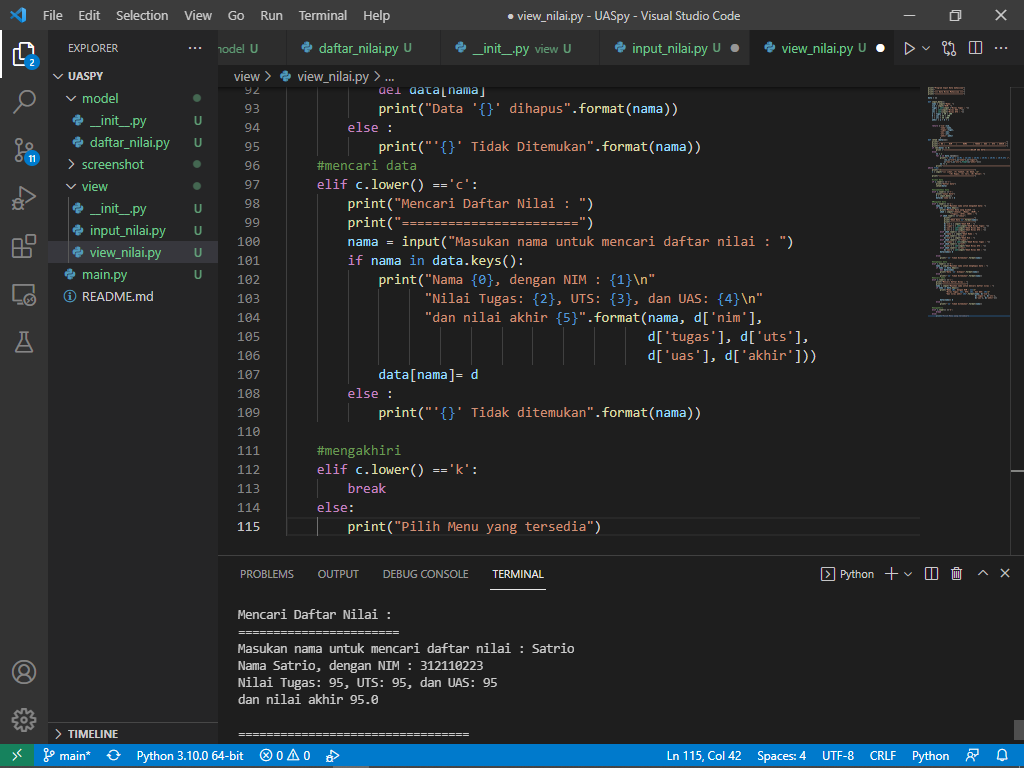 File Edit Selection View Go Run Terminal Help ● view_nilai.py - UASpy - Visual Studio Code
EXPLORER ...
nodel U daftar_nilai.py U __init__.py view U input_nilai.py U view_nilai.py U
view > view_nilai.py > ...
UASPY
model
__init__.py U
daftar_nilai.py U
screenshot
view
__init__.py U
input_nilai.py U
view_nilai.py U
main.py U
README.md
TIMELINE
2
11
92 del data[nama]
93 print("Data '{}' dihapus".format(nama))
94 else :
95 print("'{}' Tidak Ditemukan".format(nama))
96 #mencari data
97 elif c.lower() =='c':
98 print("Mencari Daftar Nilai : ")
99 print("=======================")
100 nama = input("Masukan nama untuk mencari daftar nilai : ")
101 if nama in data.keys():
102 print("Nama {0}, dengan NIM : {1}\n"
103 "Nilai Tugas: {2}, UTS: {3}, dan UAS: {4}\n"
104 "dan nilai akhir {5}".format(nama, d['nim'],
105 d['tugas'], d['uts'],
106 d['uas'], d['akhir']))
107 data[nama]= d
108 else :
109 print("'{}' Tidak ditemukan".format(nama))
110
111 #mengakhiri
112 elif c.lower() =='k':
113 break
114 else:
115 print("Pilih Menu yang tersedia")
PROBLEMS OUTPUT DEBUG CONSOLE TERMINAL Python
Mencari Daftar Nilai :
=======================
Masukan nama untuk mencari daftar nilai : Satrio
Nama Satrio, dengan NIM : 312110223
Nilai Tugas: 95, UTS: 95, dan UAS: 95
dan nilai akhir 95.0
=================================
main* Python 3.10.0 64-bit 0 0 Ln 115, Col 42 Spaces: 4 UTF-8 CRLF Python